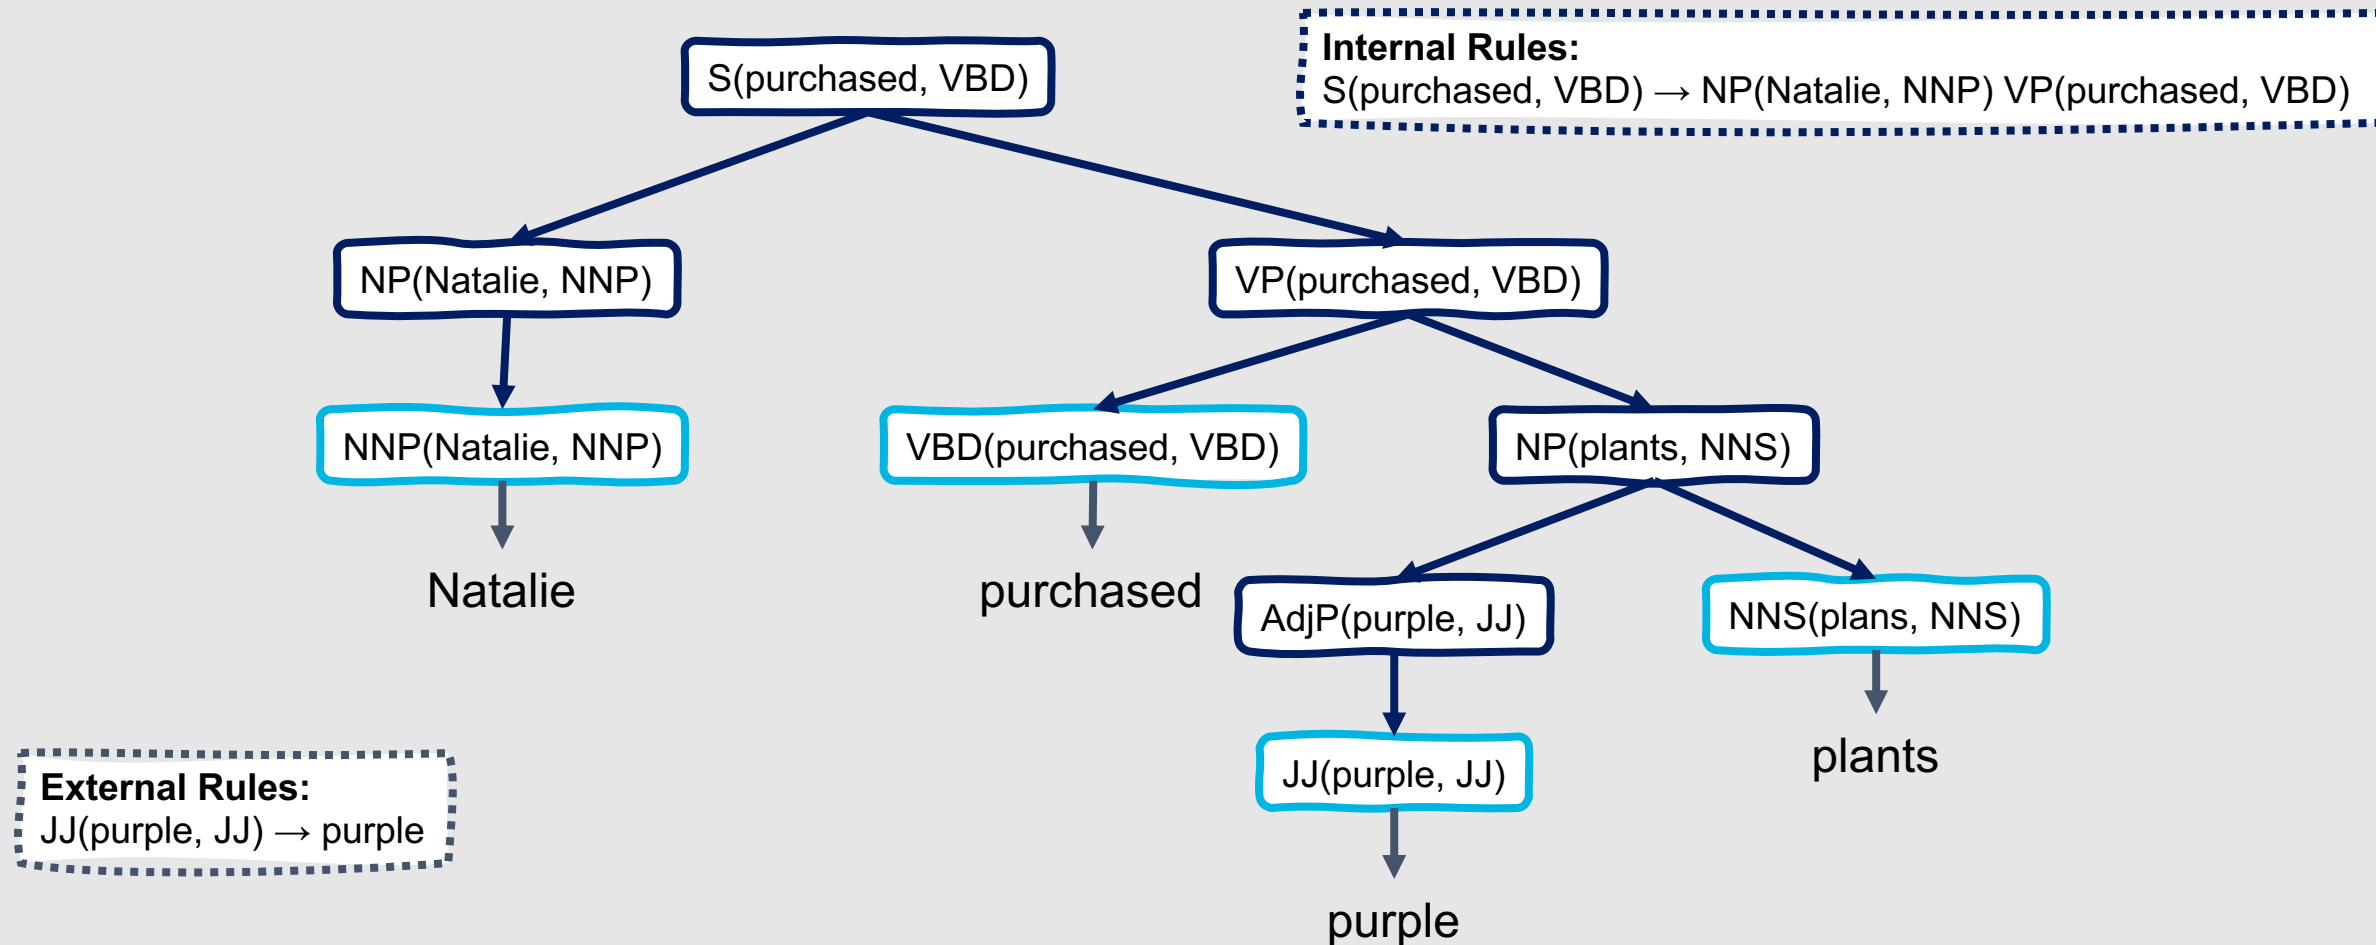 Internal Rules:
S(purchased, VBD) → NP(Natalie, NNP) VP(purchased, VBD)
S(purchased, VBD)
NP(Natalie, NNP)
VP(purchased, VBD)
NNP(Natalie, NNP)
VBD(purchased, VBD)
NP(plants, NNS)
Natalie
purchased
AdjP(purple, JJ)
NNS(plans, NNS)
JJ(purple, JJ)
plants
External Rules:
JJ(purple, JJ) → purple
purple